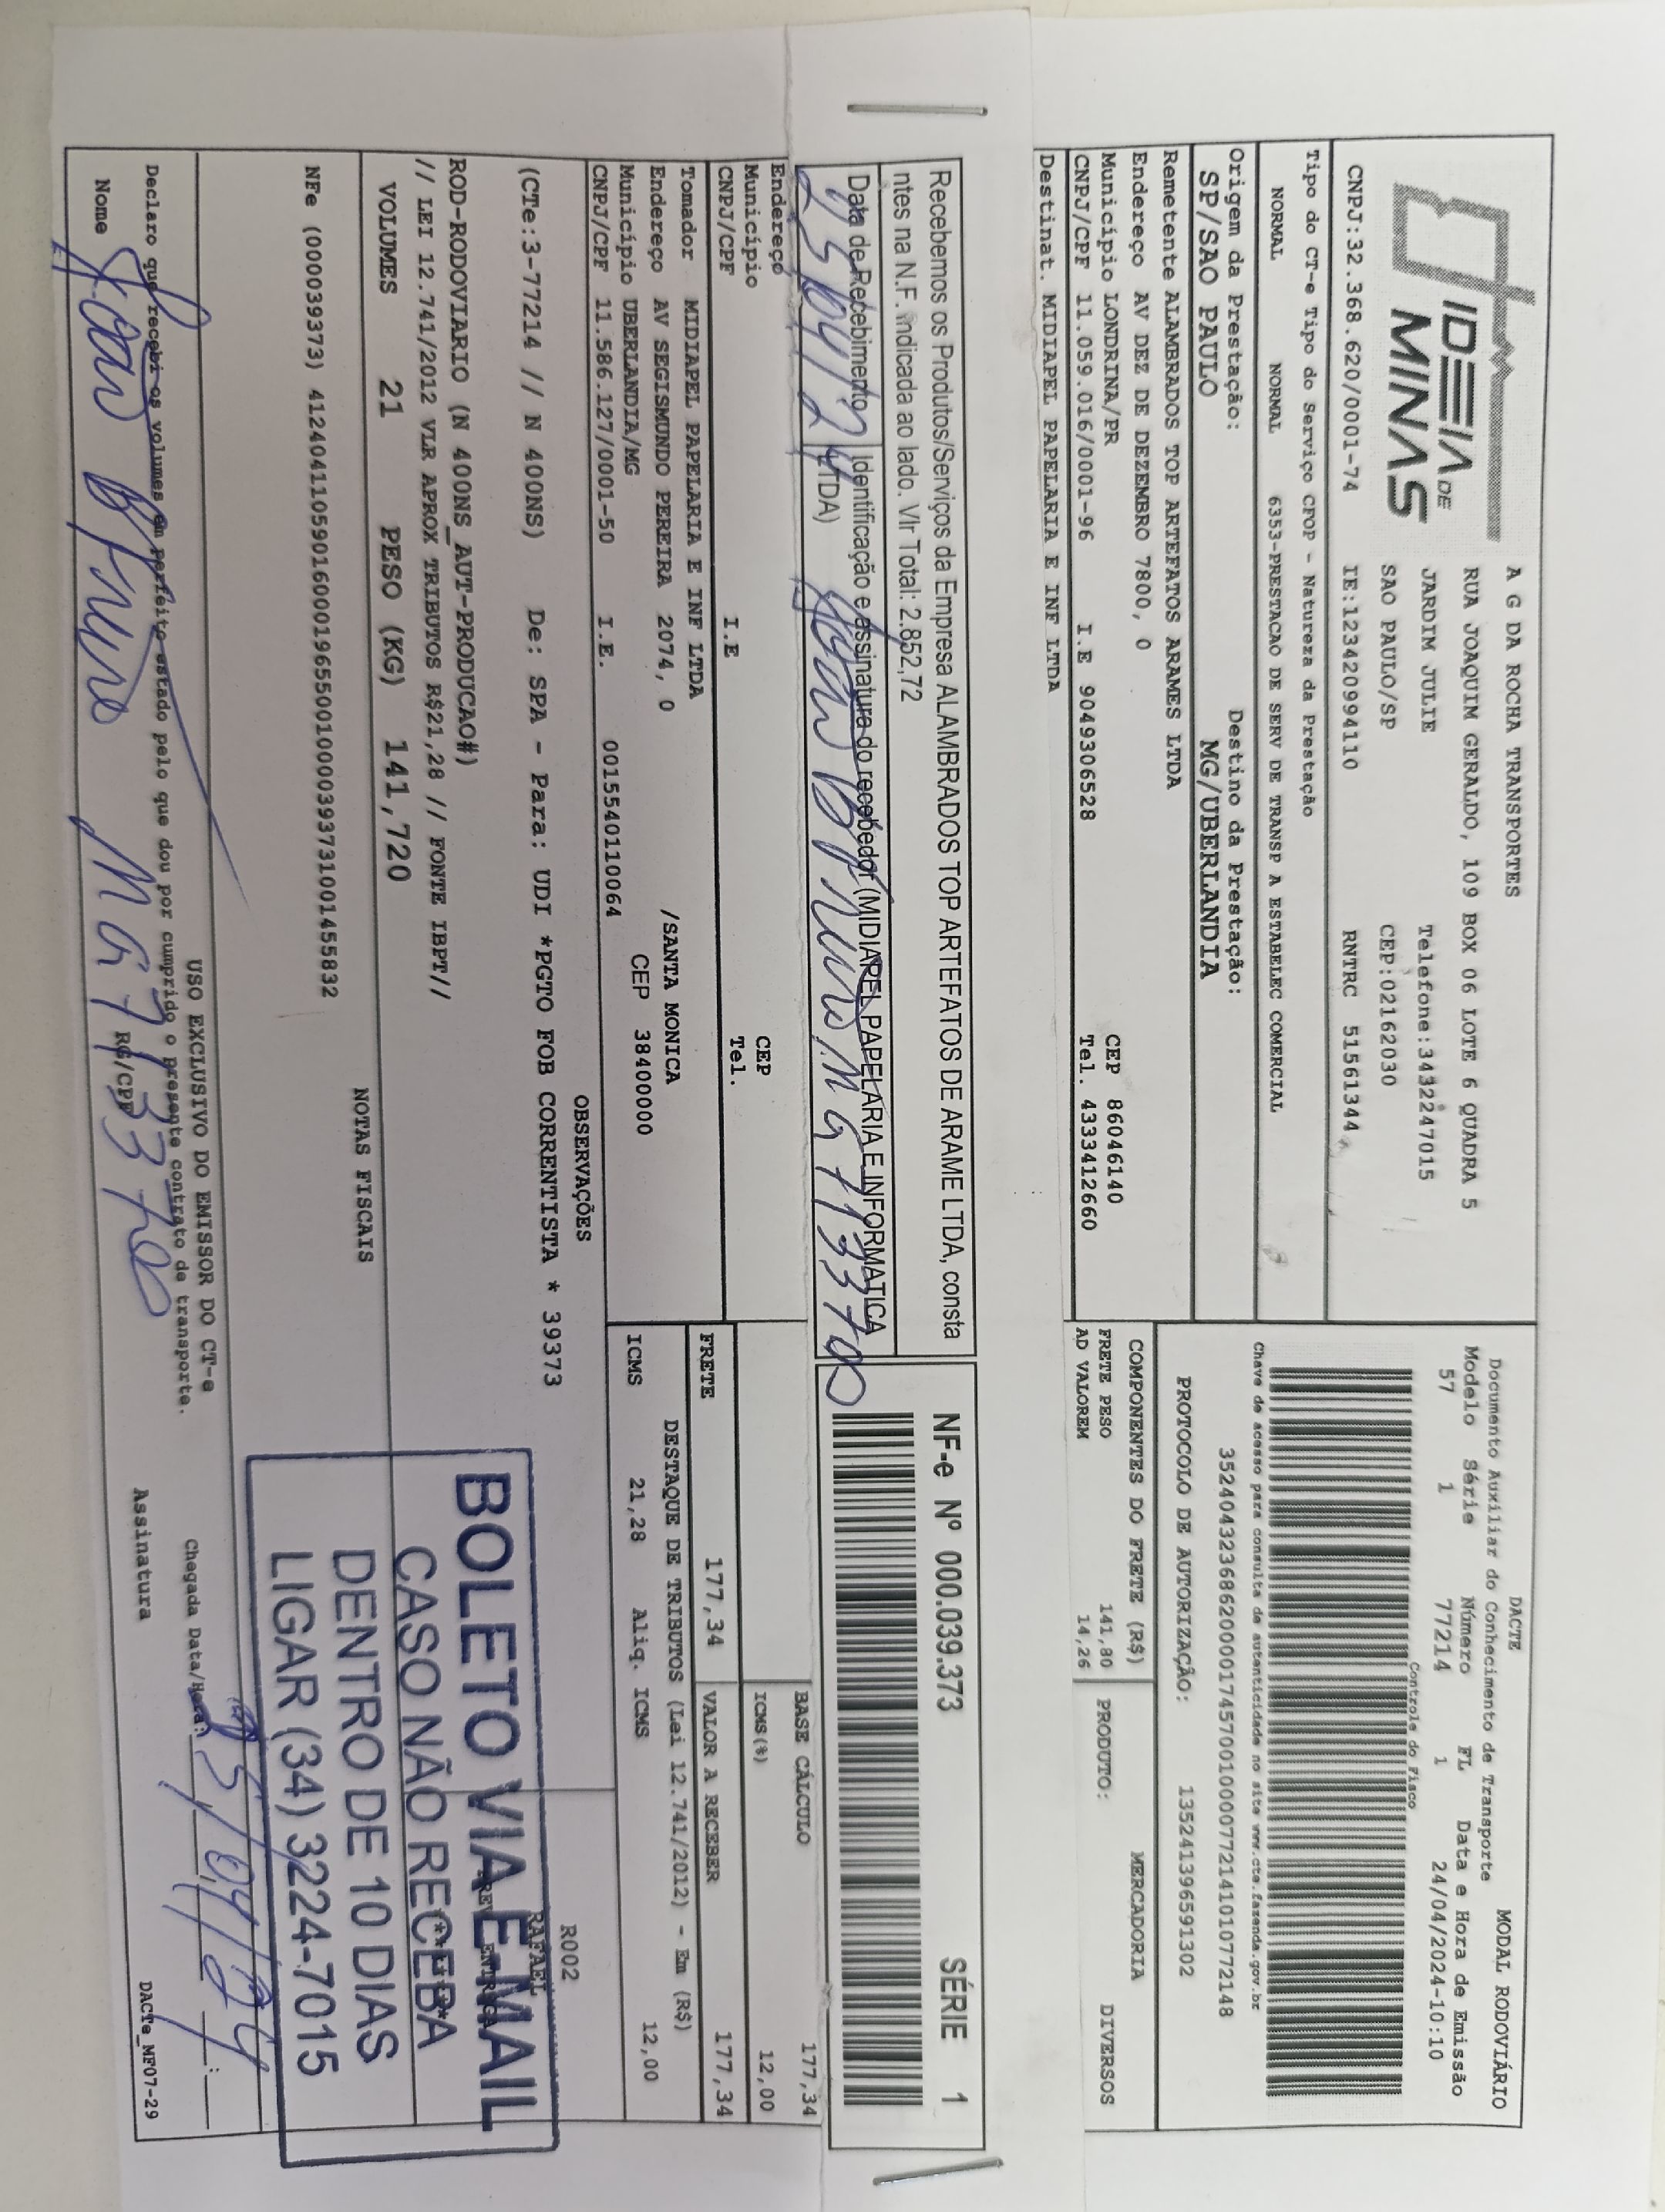 IDEIA DE
MINAS
A G DA ROCHA TRANSPORTES
RUA JOAQUIM GERALDO, 109 BOX 06 LOTE 6 QUADRA 5
JARDIM JULIE Telefone:3432247015
SAO PAULO/SP CEP:02162030
CNPJ:32.368.620/0001-74 IE:123420994110 RNTRC 51561344
DACTE MODAL RODOVIÁRIO
Documento Auxiliar do Conhecimento de Transporte
Modelo Série Número FL Data e Hora de Emissão
57 1 77214 1 24/04/2024-10:10
Controle do Fisco
Chave de acesso para consulta de autenticidade no site www.cte.fazenda.gov.br
35240432368620000174570010000772141010772148
PROTOCOLO DE AUTORIZAÇÃO: 135241396591302
Tipo do CT-e Tipo do Serviço CFOP - Natureza da Prestação
NORMAL NORMAL 6353-PRESTACAO DE SERV DE TRANSP A ESTABELEC COMERCIAL
Origem da Prestação: Destino da Prestação:
SP/SAO PAULO MG/UBERLANDIA
Remetente ALAMBRADOS TOP ARTEFATOS ARAMES LTDA
Endereço AV DEZ DE DEZEMBRO 7800, 0
Município LONDRINA/PR CEP 86046140
CNPJ/CPF 11.059.016/0001-96 I.E 9049306528 Tel. 433412660
Destinat. MIDIAPEL PAPELARIA E INF LTDA
COMPONENTES DO FRETE (R$) MERCADORIA
FRETE PESO 141,80 PRODUTO: DIVERSOS
AD VALOREM 14,26
Recebemos os Produtos/Serviços da Empresa ALAMBRADOS TOP ARTEFATOS DE ARAME LTDA, consta
ntes na N.F. indicada ao lado. Vlr Total: 2.852,72
Data de Recebimento Identificação e assinatura do recebedor (MIDIAPEL PAPELARIA E INFORMATICA
LTDA)
25/04/24
NF-e Nº 000.039.373 SÉRIE 1
Endereço
Município CEP
CNPJ/CPF I.E Tel.
BASE CÁLCULO 177,34
ICMS(%) 12,00
Tomador MIDIAPEL PAPELARIA E INF LTDA
Endereço AV SEGISMUNDO PEREIRA 2074, 0 /SANTA MONICA
Município UBERLANDIA/MG CEP 38400000
CNPJ/CPF 11.586.127/0001-50 I.E. 0015540110064
FRETE 177,34 VALOR A RECEBER 177,34
DESTAQUE DE TRIBUTOS (Lei 12.741/2012) - Em (R$)
ICMS 21,28 Aliq. ICMS 12,00
OBSERVAÇÕES
(CTe:3-77214 // N 400NS) De: SPA - Para: UDI *PGTO FOB CORRENTISTA * 39373
R002
RAFAEL
ROD-RODOVIARIO (N 400NS_AUT-PRODUCAO#)
// LEI 12.741/2012 VLR APROX TRIBUTOS R$21,28 // FONTE IBPT//
VOLUMES 21 PESO (KG) 141,720
NOTAS FISCAIS
NFe (000039373) 41240411059016000196550010000393731001455832
BOLETO VIA E-MAIL
CASO NÃO RECEBA
DENTRO DE 10 DIAS
LIGAR (34) 3224-7015
USO EXCLUSIVO DO EMISSOR DO CT-e
Declaro que recebi os volumes em perfeito estado pelo que dou por cumprido o presente contrato de transporte.
Chegada Data/Hora: 25/04/24
Nome RG/CPF Assinatura
DACTe_MF07-29